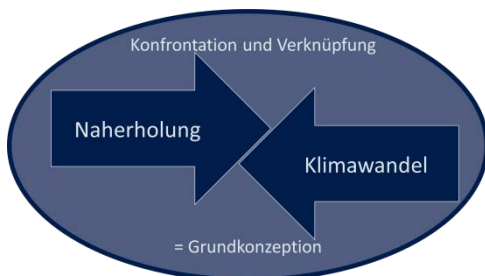 Konfrontation und Verknüpfung
Naherholung
Klimawandel
= Grundkonzeption